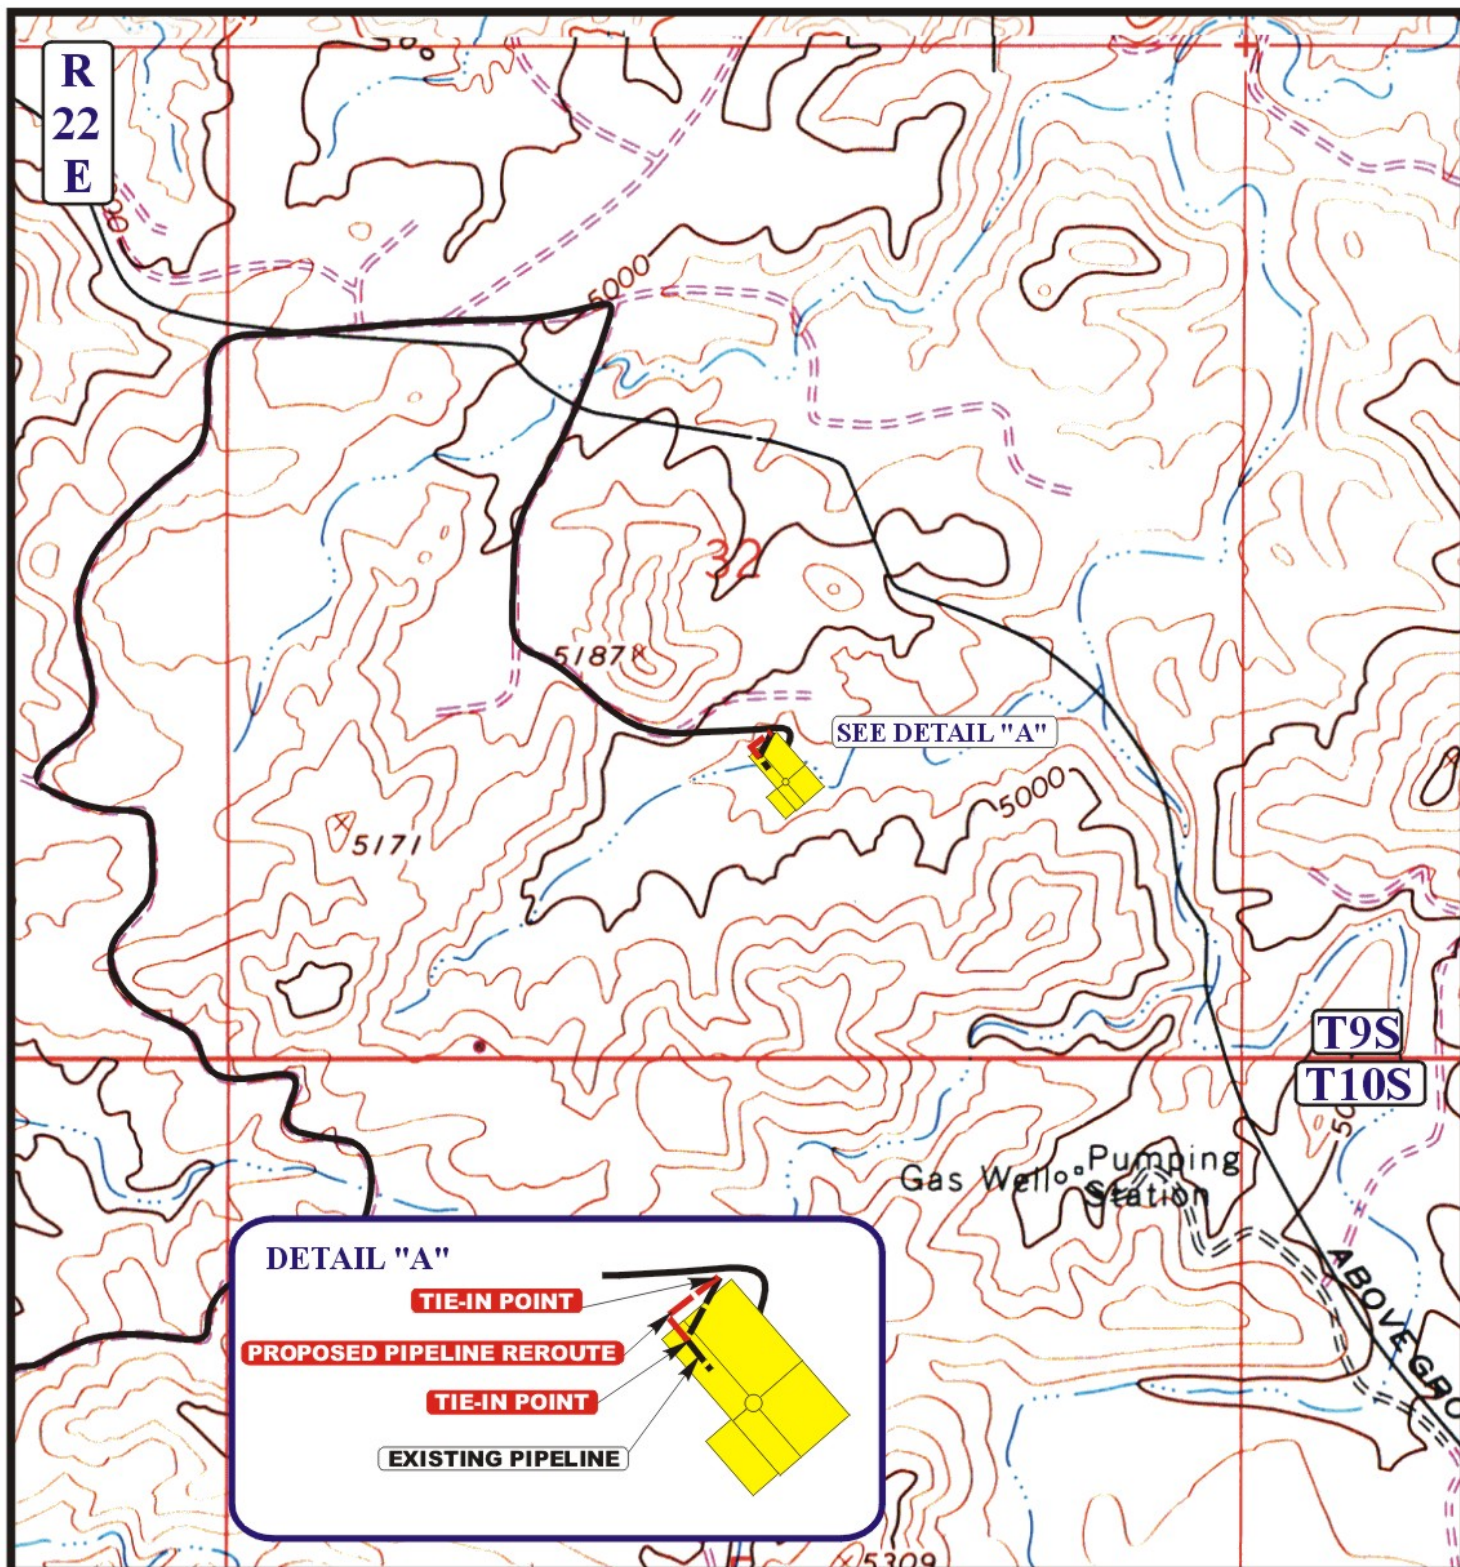 R
22
E
5000
32
5187
SEE DETAIL "A"
5000
5171
T9S
T10S
Gas Well
Pumping
Station
DETAIL "A"
TIE-IN POINT
PROPOSED PIPELINE REROUTE
TIE-IN POINT
EXISTING PIPELINE
ABOVE GRO
5309